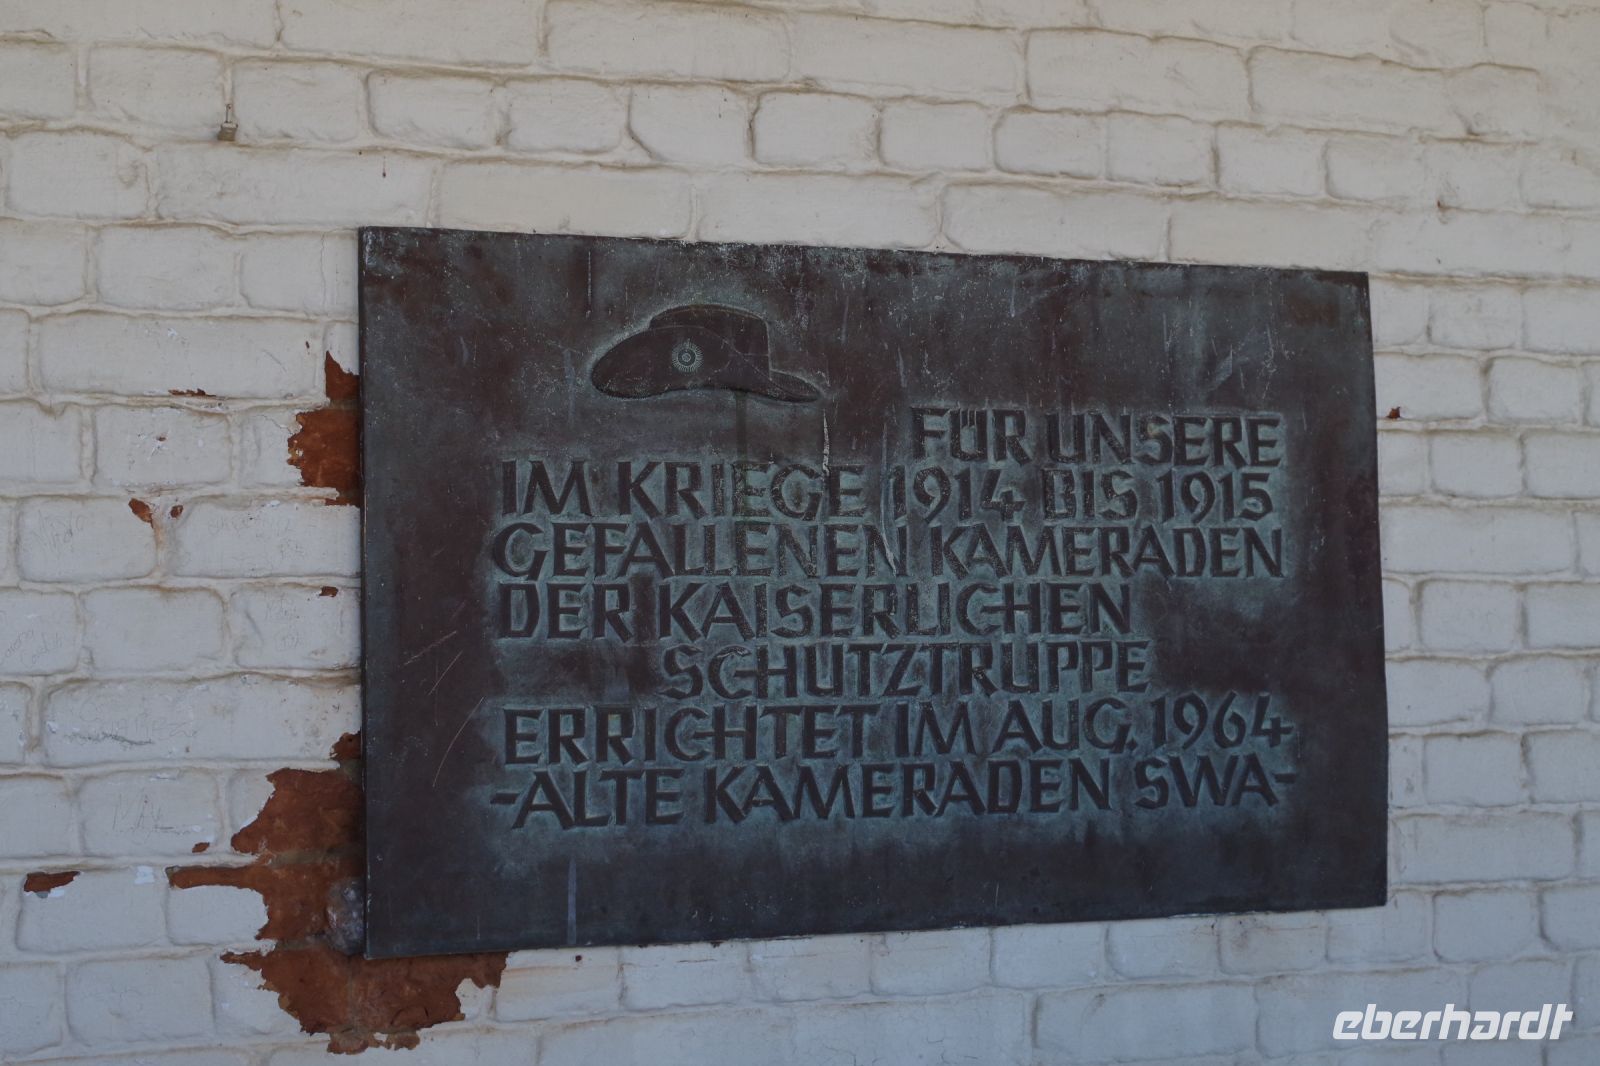 FÜR UNSERE
IM KRIEGE 1914 BIS 1915
GEFALLENEN KAMERADEN
DER KAISERLICHEN
SCHUTZTRUPPE
ERRICHTET IM AUG. 1964
-ALTE KAMERADEN SWA-
eberhardt